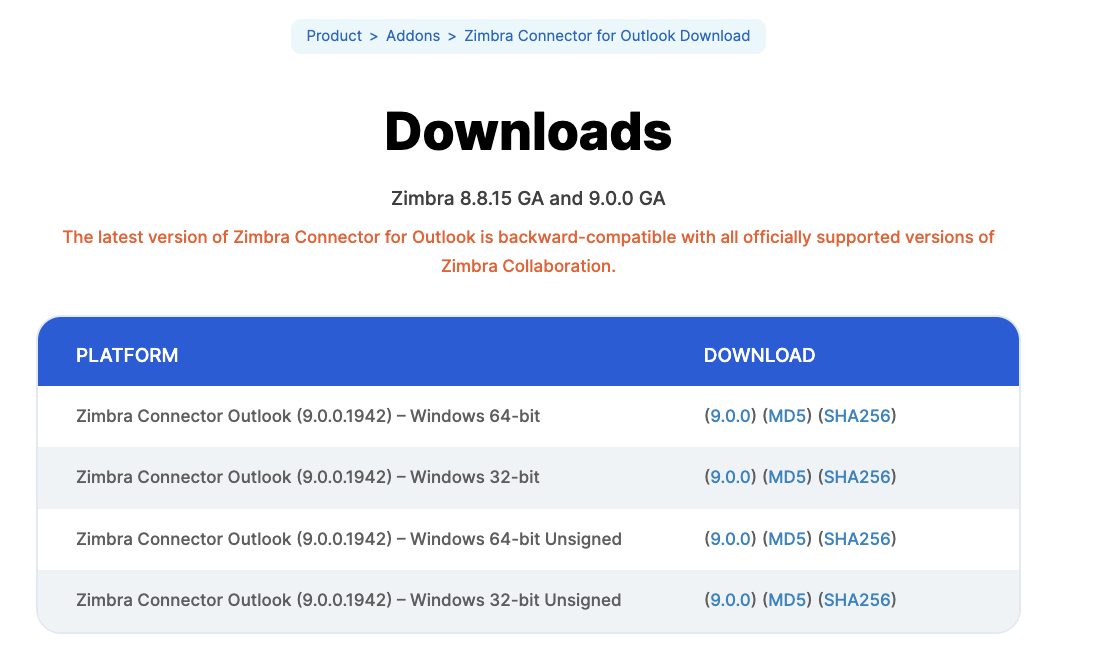 Product > Addons > Zimbra Connector for Outlook Download
Downloads
Zimbra 8.8.15 GA and 9.0.0 GA
The latest version of Zimbra Connector for Outlook is backward-compatible with all officially supported versions of
Zimbra Collaboration.
PLATFORM DOWNLOAD
Zimbra Connector Outlook (9.0.0.1942) – Windows 64-bit (9.0.0) (MD5) (SHA256)
Zimbra Connector Outlook (9.0.0.1942) – Windows 32-bit (9.0.0) (MD5) (SHA256)
Zimbra Connector Outlook (9.0.0.1942) – Windows 64-bit Unsigned (9.0.0) (MD5) (SHA256)
Zimbra Connector Outlook (9.0.0.1942) – Windows 32-bit Unsigned (9.0.0) (MD5) (SHA256)